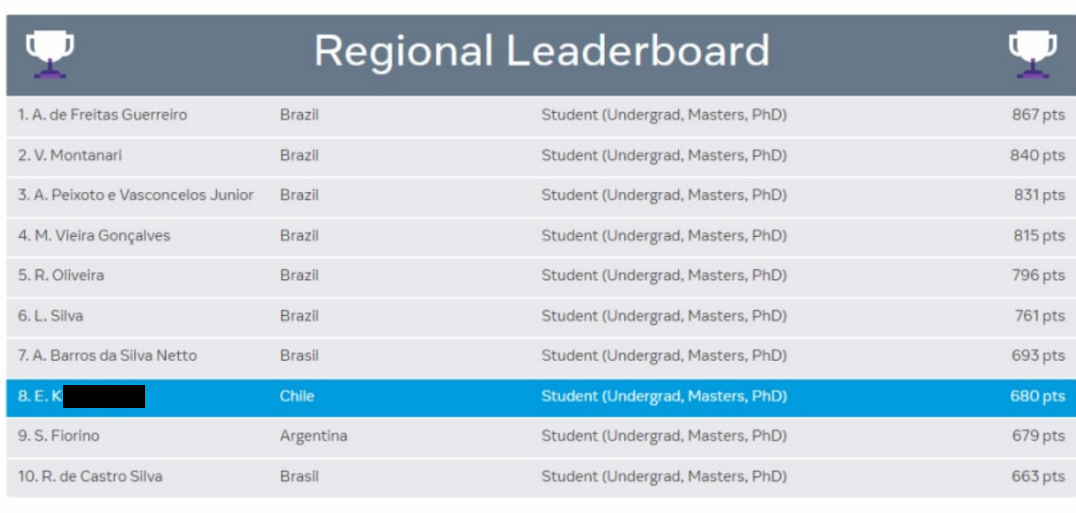 Regional Leaderboard
1. A. de Freitas Guerreiro Brazil Student (Undergrad, Masters, PhD) 867 pts
2. V. Montanari Brazil Student (Undergrad, Masters, PhD) 840 pts
3. A. Peixoto e Vasconcelos Junior Brazil Student (Undergrad, Masters, PhD) 831 pts
4. M. Vieira Gonçalves Brazil Student (Undergrad, Masters, PhD) 815 pts
5. R. Oliveira Brazil Student (Undergrad, Masters, PhD) 796 pts
6. L. Silva Brazil Student (Undergrad, Masters, PhD) 761 pts
7. A. Barros da Silva Netto Brasil Student (Undergrad, Masters, PhD) 693 pts
8. E. K Chile Student (Undergrad, Masters, PhD) 680 pts
9. S. Fiorino Argentina Student (Undergrad, Masters, PhD) 679 pts
10. R. de Castro Silva Brasil Student (Undergrad, Masters, PhD) 663 pts